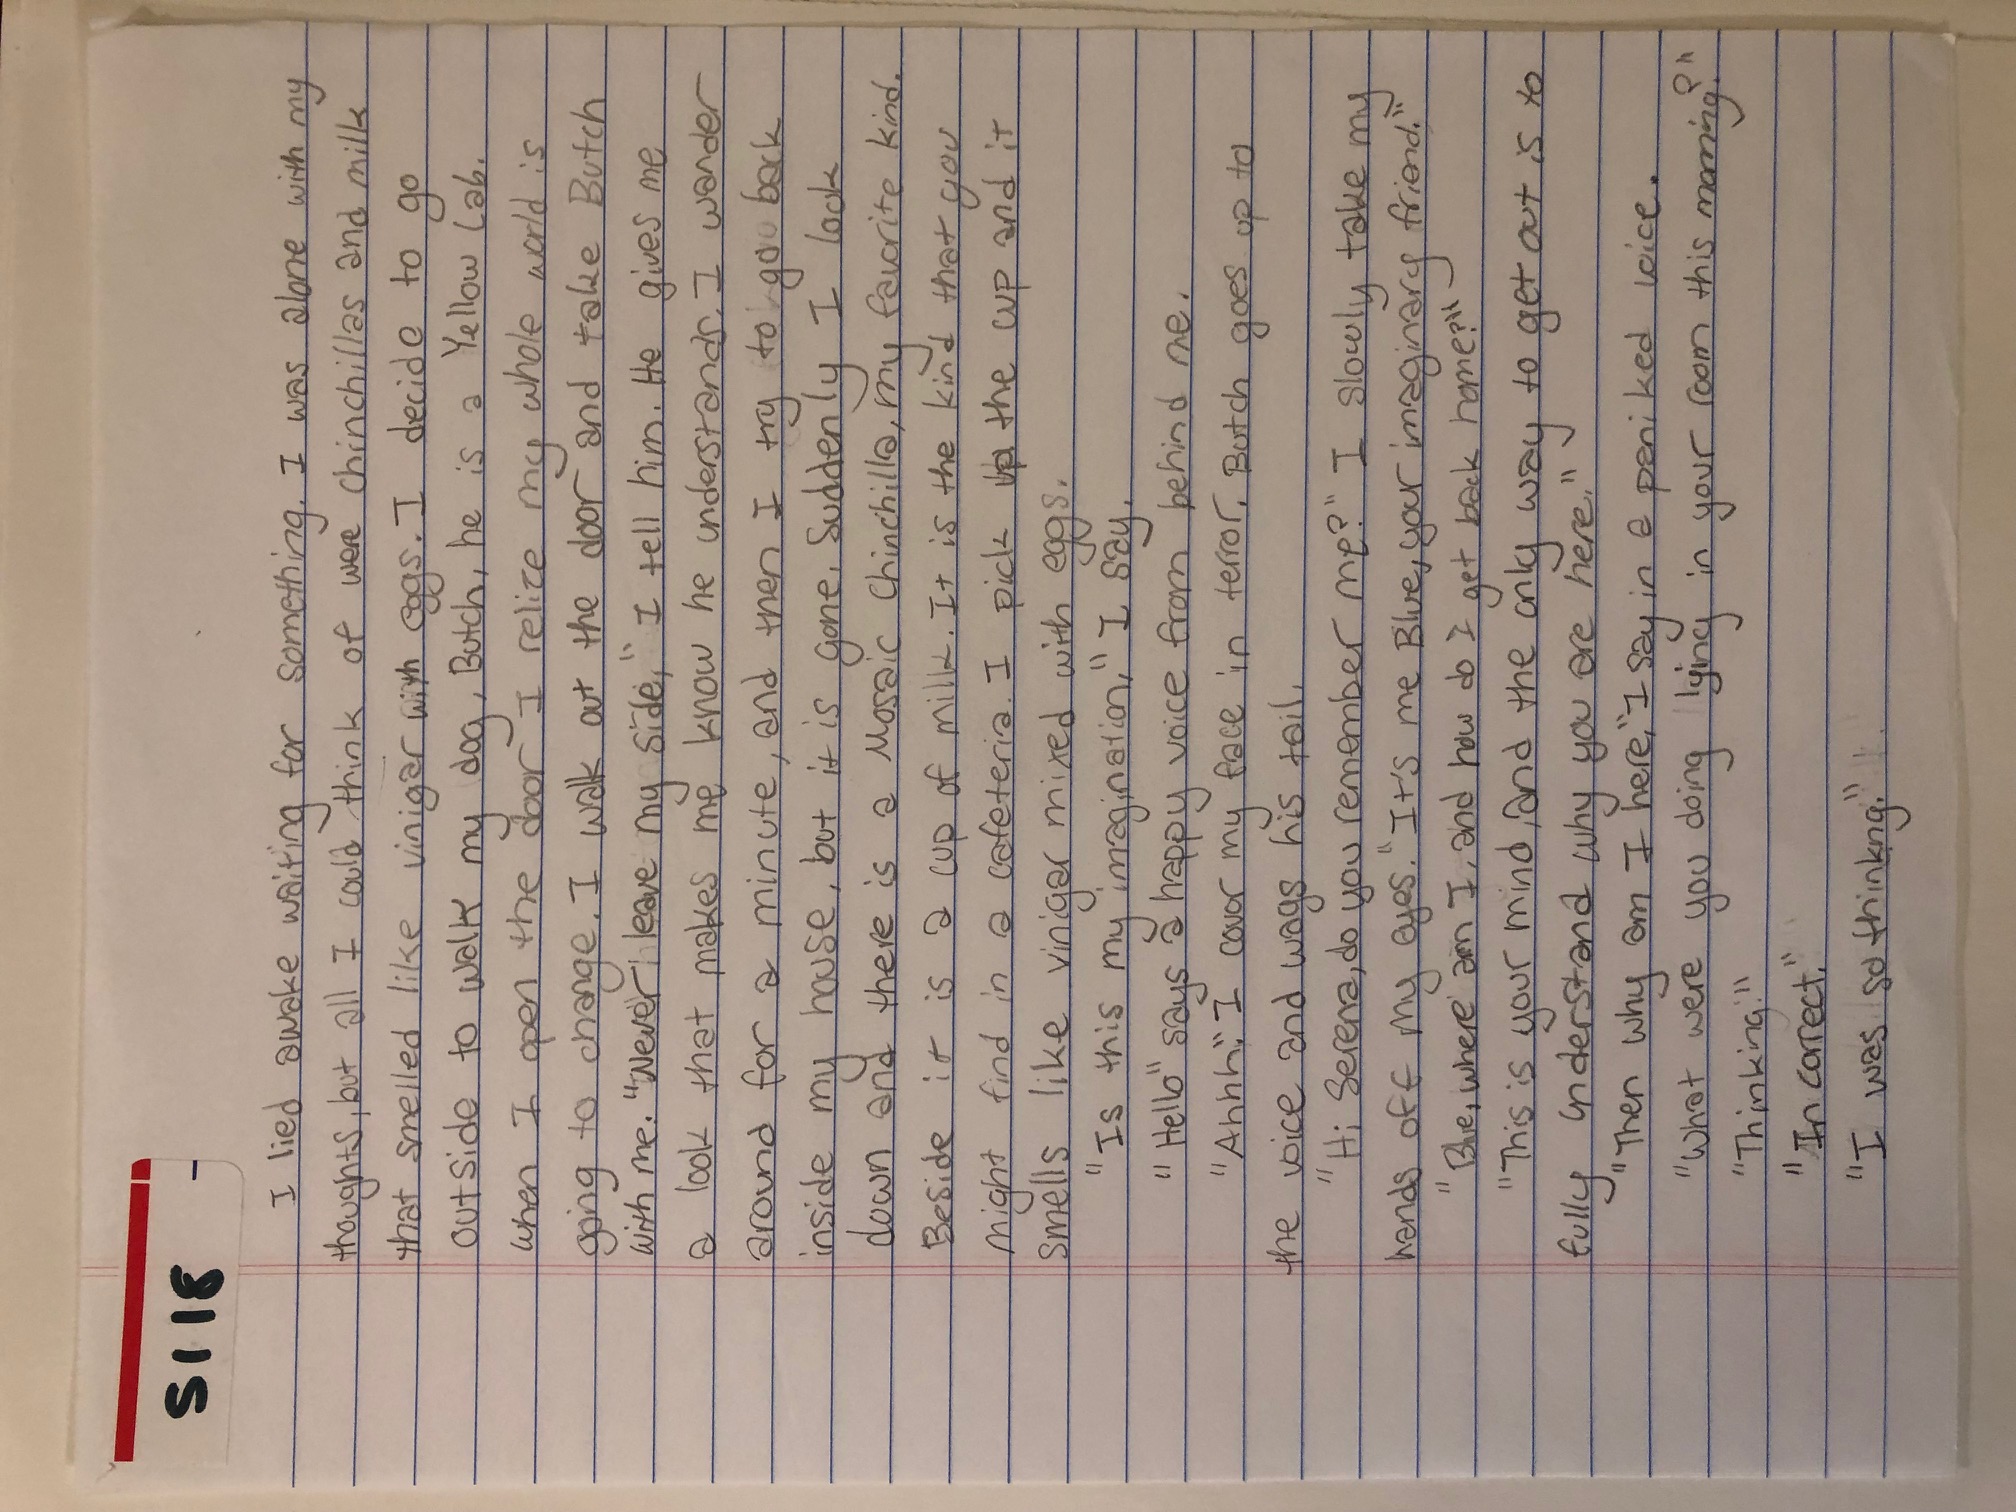 S118
I lied awake waiting for something. I was alone with my
thoughts, but all I could think of were chinchillas and milk
that smelled like vinigar with eggs. I decide to go
outside to walk my dog, Butch, he is a Yellow Lab.
When I open the door I relize my whole world is
going to change. I walk out the door and take Butch
with me. "Never leave my side," I tell him. He gives me
a look that makes me know he understands. I wander
around for a minute, and then I try to go back
inside my house, but it is gone. Suddenly I look
down and there is a Mosaic Chinchilla, my favorite kind.
Beside it is a cup of milk. It is the kind that you
might find in a cafeteria. I pick up the cup and it
smells like vinigar mixed with eggs.
"Is this my imagination," I say.
"Hello" says a happy voice from behind me.
"Ahhh." I covor my face in terror. Butch goes up to
the voice and wags his tail.
"Hi Serena, do you remember me?" I slowly take my
hands off my eyes. "It's me Blue, your imaginary friend."
"Blue, where am I, and how do I get back home?"
"This is your mind, and the only way to get out is to
fully understand why you are here."
"Then why am I here," I say in a paniked voice.
"What were you doing lying in your room this morning?"
"Thinking."
"In correct."
"I was so thinkng."